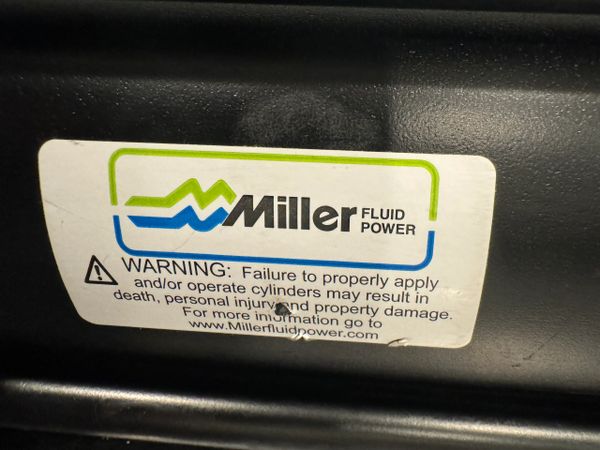 Miller FLUID POWER
WARNING: Failure to properly apply
and/or operate cylinders may result in
death, personal injury and property damage.
For more information go to
www.Millerfluidpower.com